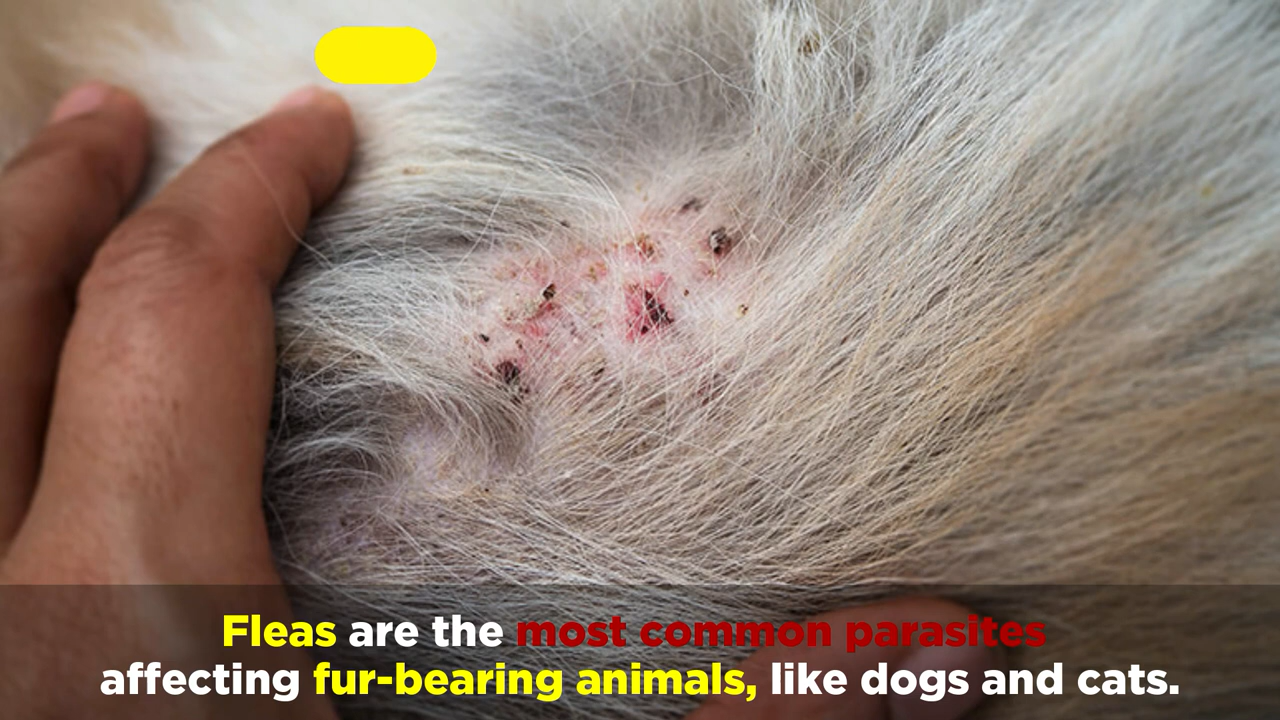 Fleas are the most common parasites
affecting fur-bearing animals, like dogs and cats.